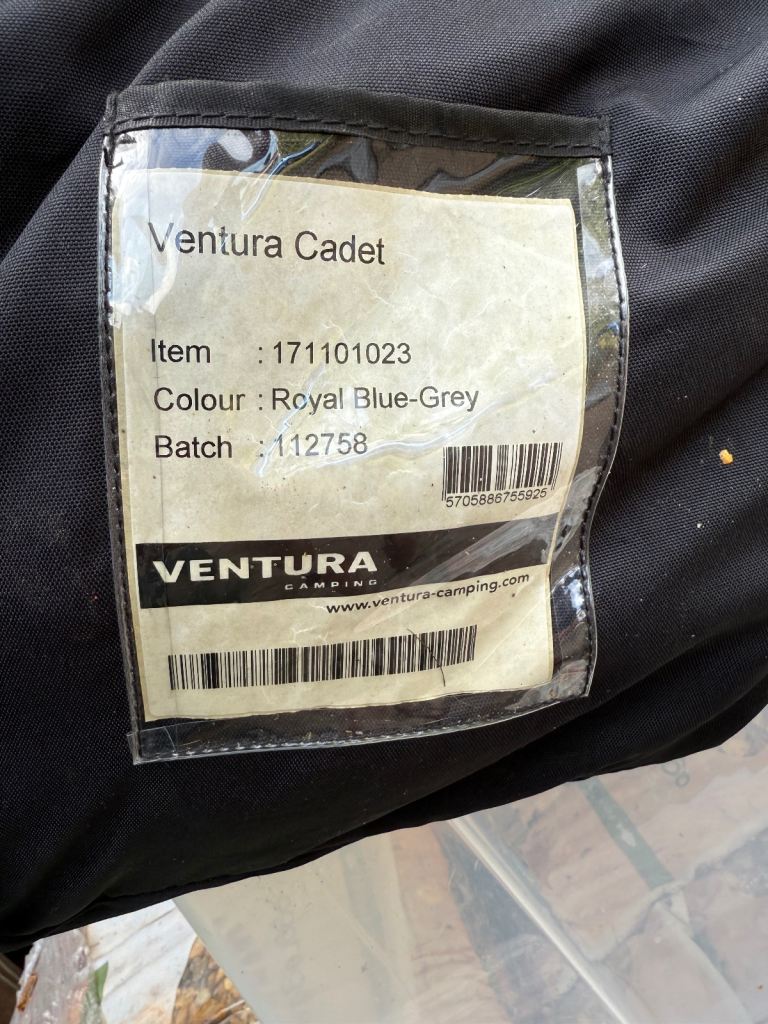 Ventura Cadet
Item : 171101023
Colour : Royal Blue-Grey
Batch : 112758
5705886755925
VENTURA
CAMPING
www.ventura-camping.com